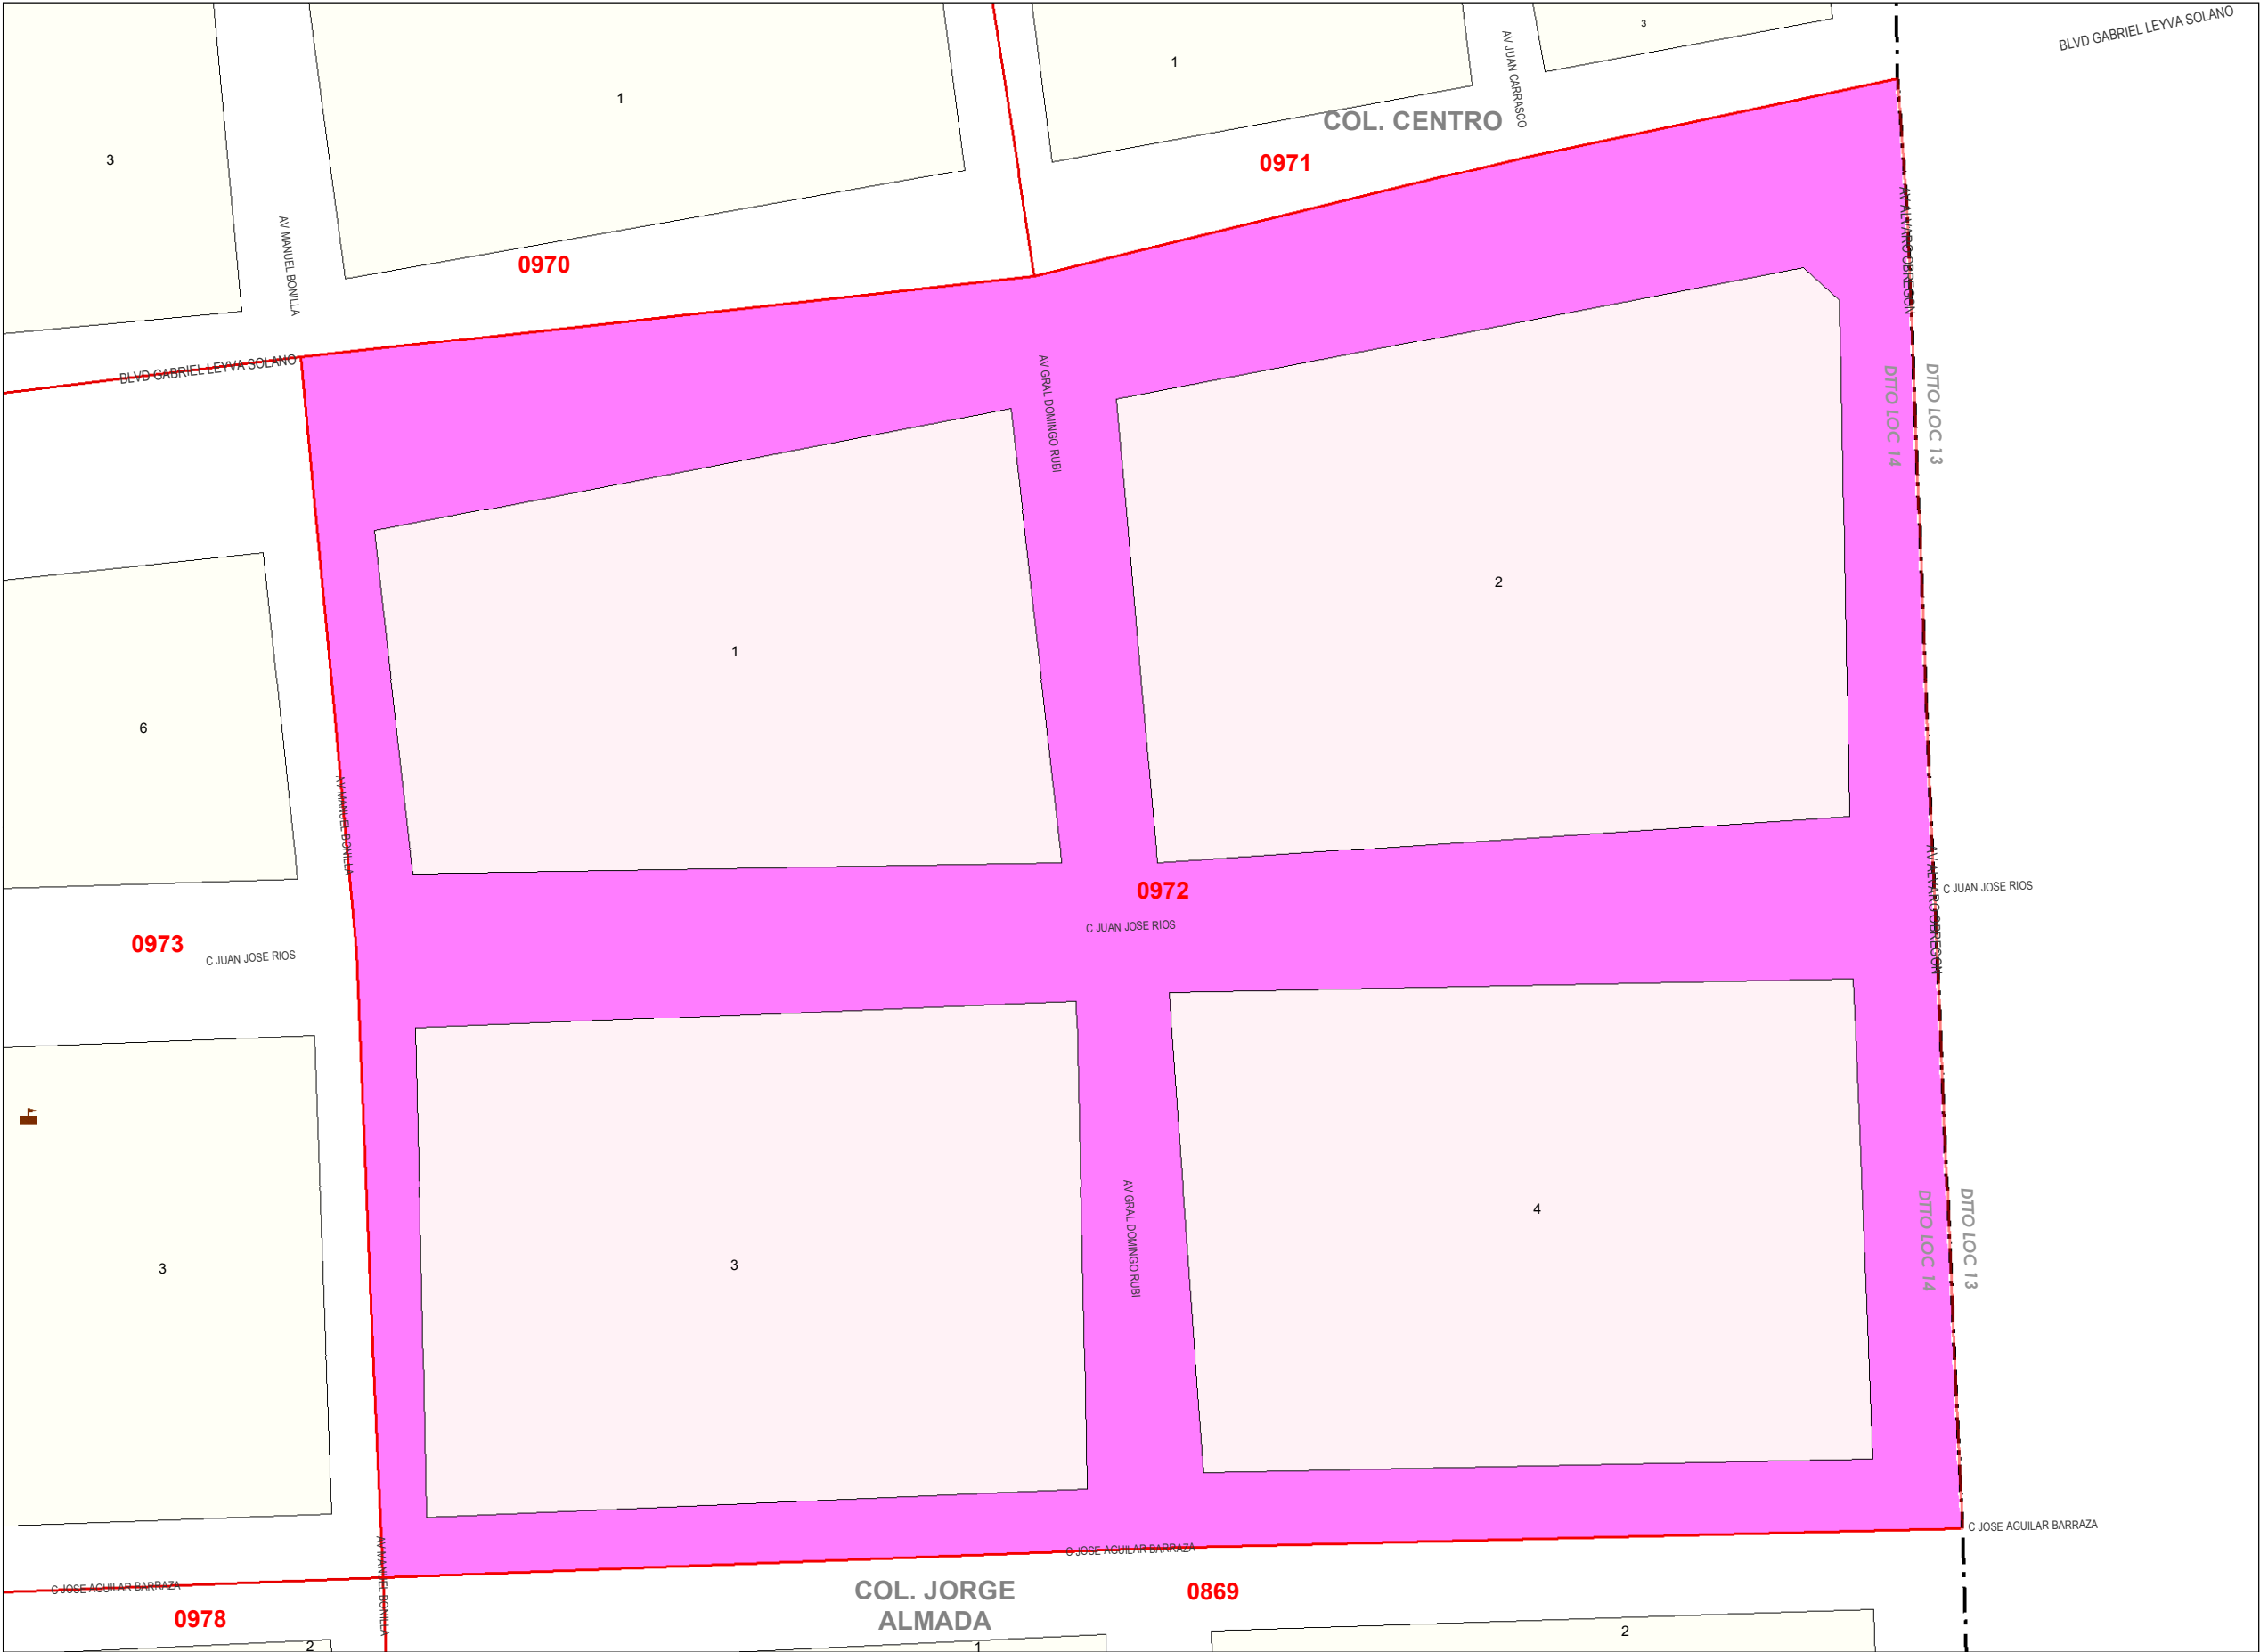 BLVD GABRIEL LEYVA SOLANO
3
AV JUAN CARRASCO
1
1
COL. CENTRO
3
0971
AV MANUEL BONILLA
AV ALVARO OBREGON
0970
BLVD GABRIEL LEYVA SOLANO
AV GRAL DOMINGO RUBI
DTTO LOC 14
DTTO LOC 13
2
1
6
AV MANUEL BONILLA
0972
AV ALVARO OBREGON
C JUAN JOSE RIOS
C JUAN JOSE RIOS
0973
C JUAN JOSE RIOS
AV GRAL DOMINGO RUBI
4
DTTO LOC 14
DTTO LOC 13
3
3
C JOSE AGUILAR BARRAZA
C JOSE AGUILAR BARRAZA
AV MANUEL BONILLA
C JOSE AGUILAR BARRAZA
COL. JORGE
ALMADA
0869
0978
2
1
2